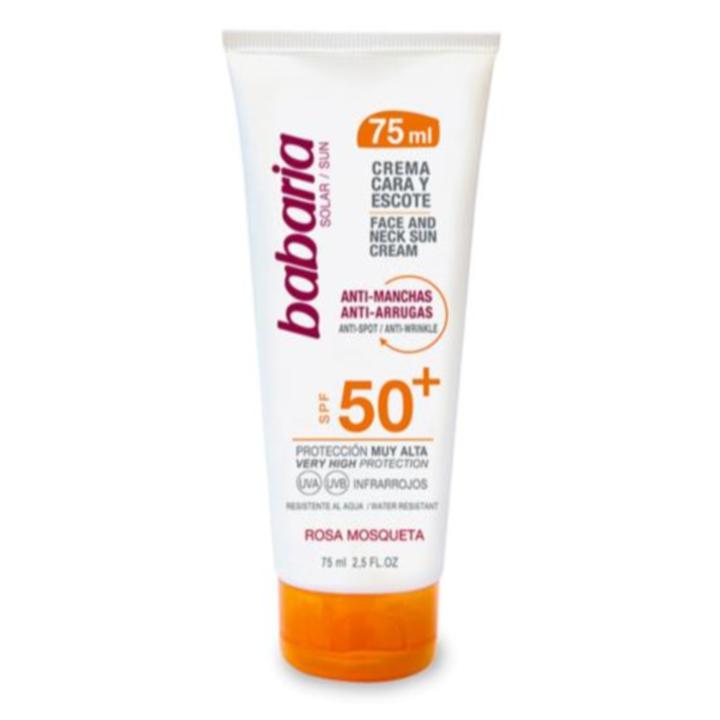 babaria
SOLAR / SUN
75 ml
CREMA
CARA Y
ESCOTE
FACE AND
NECK SUN
CREAM
ANTI-MANCHAS
ANTI-ARRUGAS
ANTI-SPOT / ANTI-WRINKLE
SPF 50+
PROTECCIÓN MUY ALTA
VERY HIGH PROTECTION
UVA UVB INFRARROJOS
RESISTENTE AL AGUA / WATER RESISTANT
ROSA MOSQUETA
75 ml 2,5 FL.OZ